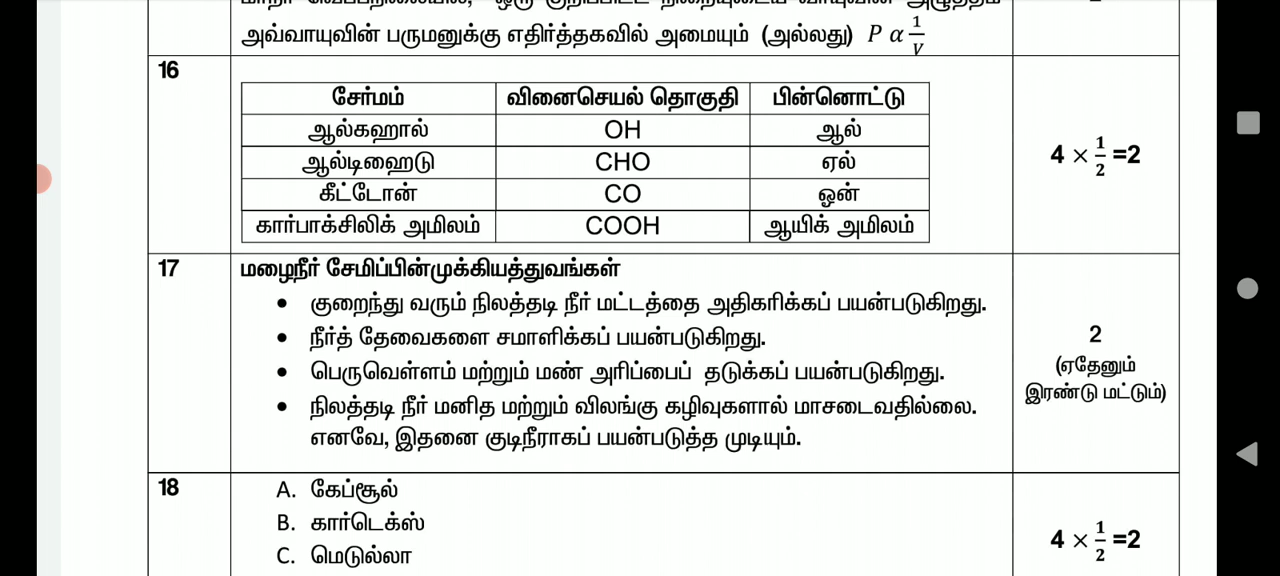 மாறா வெப்பநிலையில், ஒரு குறிப்பிட்ட நிறையுடைய வாயுவின் அழுத்தம்
அவ்வாயுவின் பருமனுக்கு எதிர்த்தகவில் அமையும் (அல்லது) P α 1/V
16
சேர்மம் வினைசெயல் தொகுதி பின்னொட்டு
ஆல்கஹால் OH ஆல்
ஆல்டிஹைடு CHO ஏல்
கீட்டோன் CO ஓன்
கார்பாக்சிலிக் அமிலம் COOH ஆயிக் அமிலம்
4 × 1/2 =2
17
மழைநீர் சேமிப்பின்முக்கியத்துவங்கள்
• குறைந்து வரும் நிலத்தடி நீர் மட்டத்தை அதிகரிக்கப் பயன்படுகிறது.
• நீர்த் தேவைகளை சமாளிக்கப் பயன்படுகிறது.
• பெருவெள்ளம் மற்றும் மண் அரிப்பைப் தடுக்கப் பயன்படுகிறது.
• நிலத்தடி நீர் மனித மற்றும் விலங்கு கழிவுகளால் மாசடைவதில்லை.
எனவே, இதனை குடிநீராகப் பயன்படுத்த முடியும்.
2
(ஏதேனும்
இரண்டு மட்டும்)
18
A. கேப்சூல்
B. கார்டெக்ஸ்
C. மெடுல்லா
4 × 1/2 =2